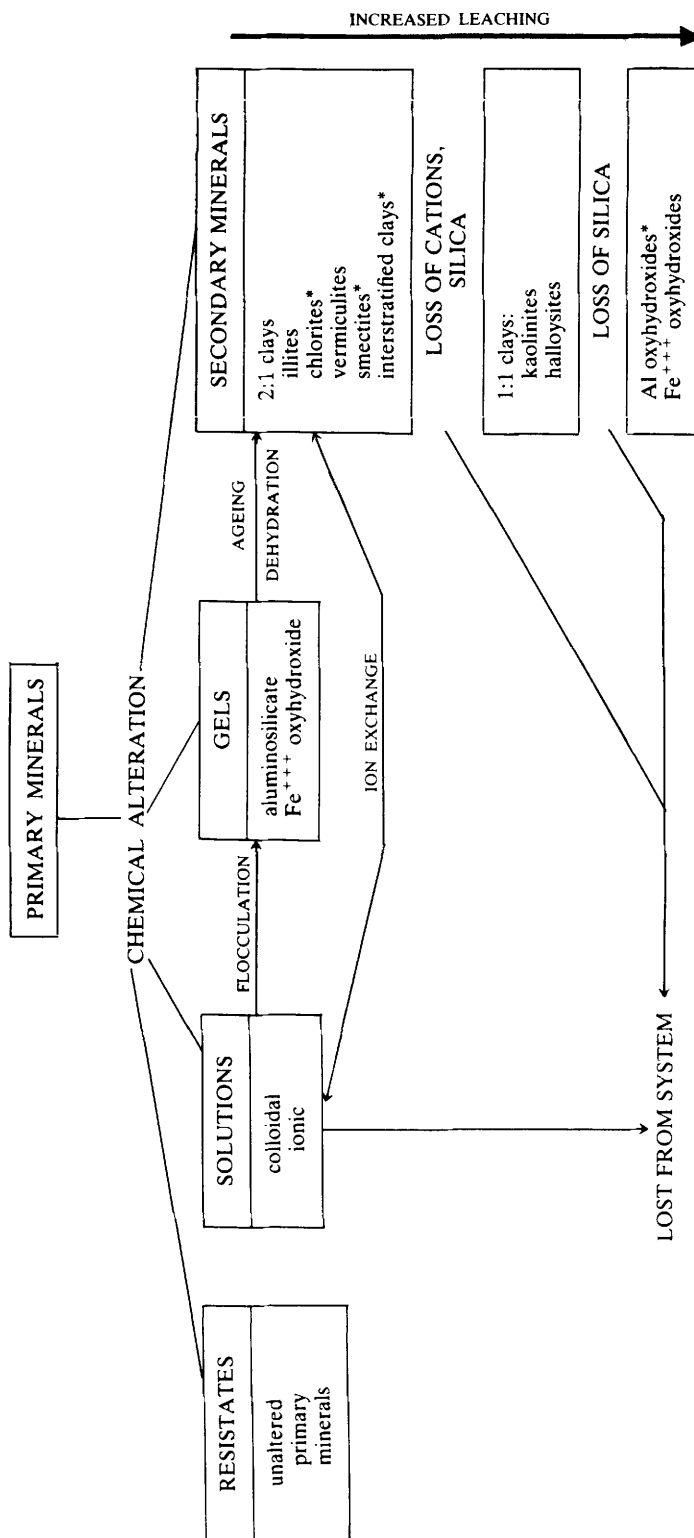 PRIMARY MINERALS
CHEMICAL ALTERATION
RESISTATES
unaltered
primary
minerals
SOLUTIONS
colloidal
ionic
FLOCCULATION
GELS
aluminosilicate
Fe+++ oxyhydroxide
AGEING
DEHYDRATION
ION EXCHANGE
SECONDARY MINERALS
2:1 clays
illites
chlorites*
vermiculites
smectites*
interstratified clays*
LOSS OF CATIONS,
SILICA
1:1 clays:
kaolinites
halloysites
LOSS OF SILICA
Al oxyhydroxides*
Fe+++ oxyhydroxides
LOST FROM SYSTEM
INCREASED LEACHING